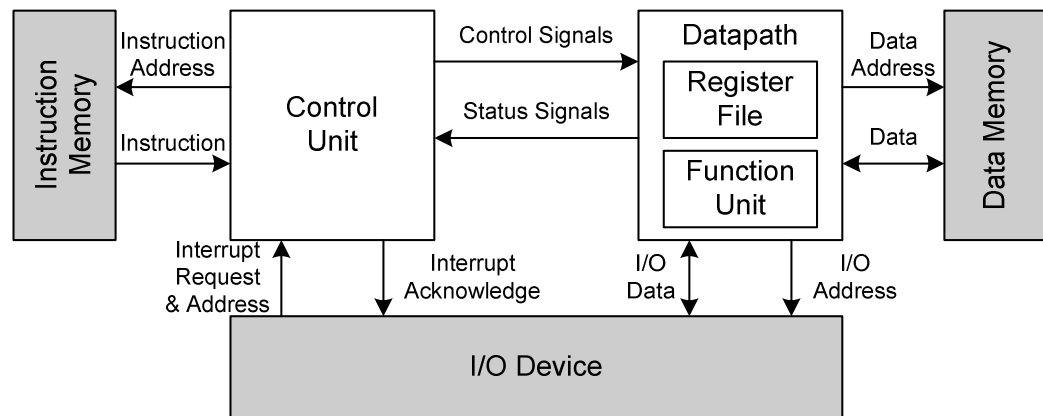 Instruction
Memory
Instruction
Address
Instruction
Control
Unit
Control Signals
Status Signals
Datapath
Register
File
Function
Unit
Data
Address
Data
Data Memory
Interrupt
Request
& Address
Interrupt
Acknowledge
I/O
Data
I/O
Address
I/O Device